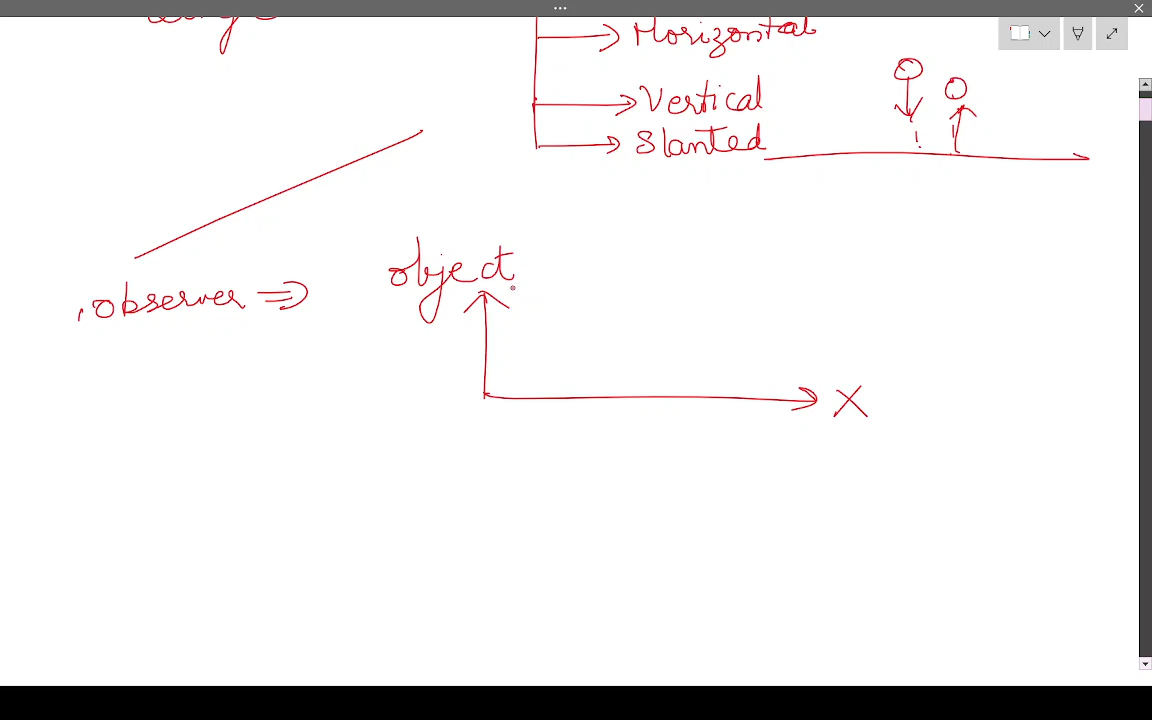 Horizontal
Vertical
Slanted
object
observer ⇒
X